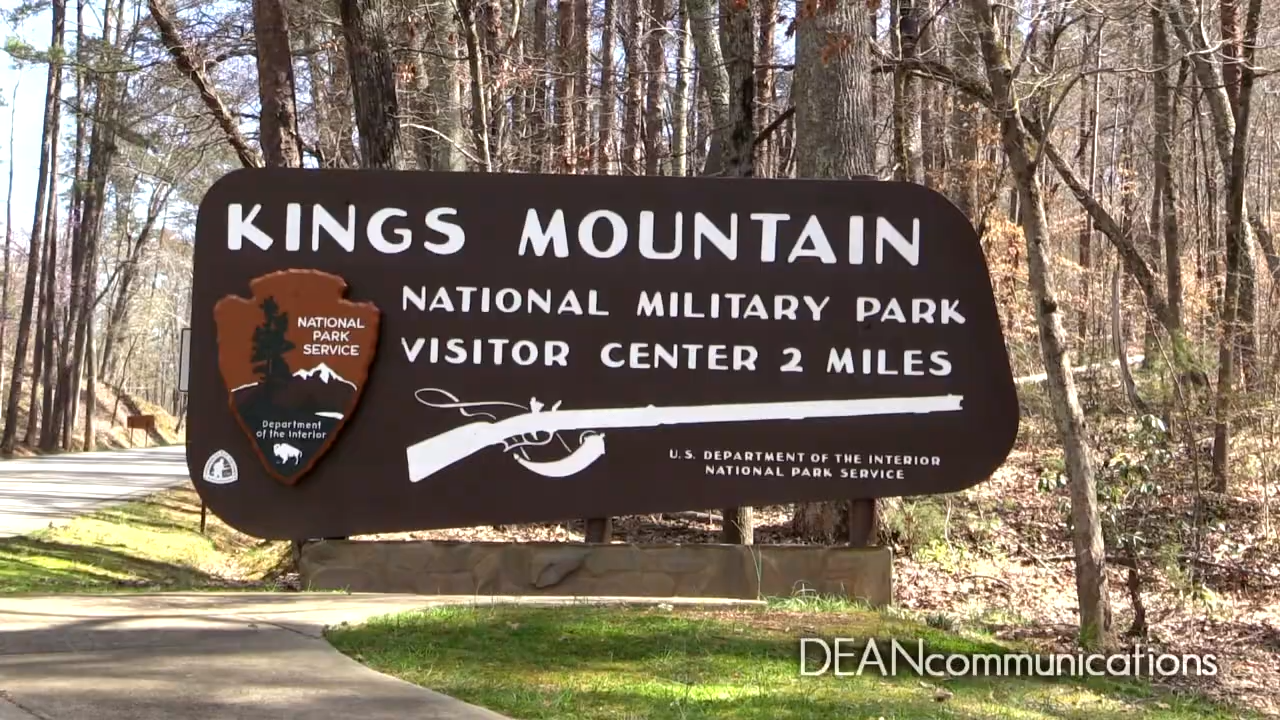 KINGS MOUNTAIN
NATIONAL MILITARY PARK
VISITOR CENTER 2 MILES
NATIONAL
PARK
SERVICE
Department
of the Interior
U.S. DEPARTMENT OF THE INTERIOR
NATIONAL PARK SERVICE
DEANcommunications